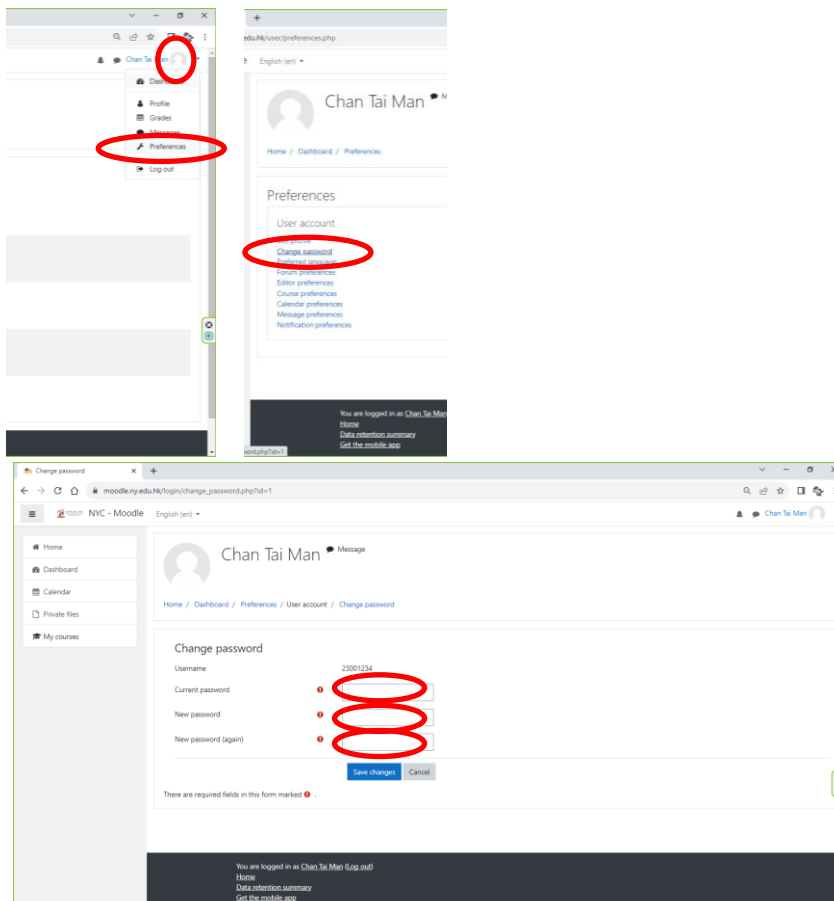 Chan Tai Man
Dashboard
Profile
Grades
Messages
Preferences
Log out
edu.hk/user/preferences.php
English (en)
Chan Tai Man
Home / Dashboard / Preferences
Preferences
User account
Edit profile
Change password
Preferred language
Forum preferences
Editor preferences
Course preferences
Calendar preferences
Message preferences
Notification preferences
You are logged in as Chan Tai Man
Home
Data retention summary
Get the mobile app
word.php?id=1
Change password
moodle.ny.edu.hk/login/change_password.php?id=1
NYC - Moodle English (en)
Chan Tai Man
Home
Dashboard
Calendar
Private files
My courses
Chan Tai Man Message
Home / Dashboard / Preferences / User account / Change password
Change password
Username 23001234
Current password
New password
New password (again)
Save changes Cancel
There are required fields in this form marked .
You are logged in as Chan Tai Man (Log out)
Home
Data retention summary
Get the mobile app